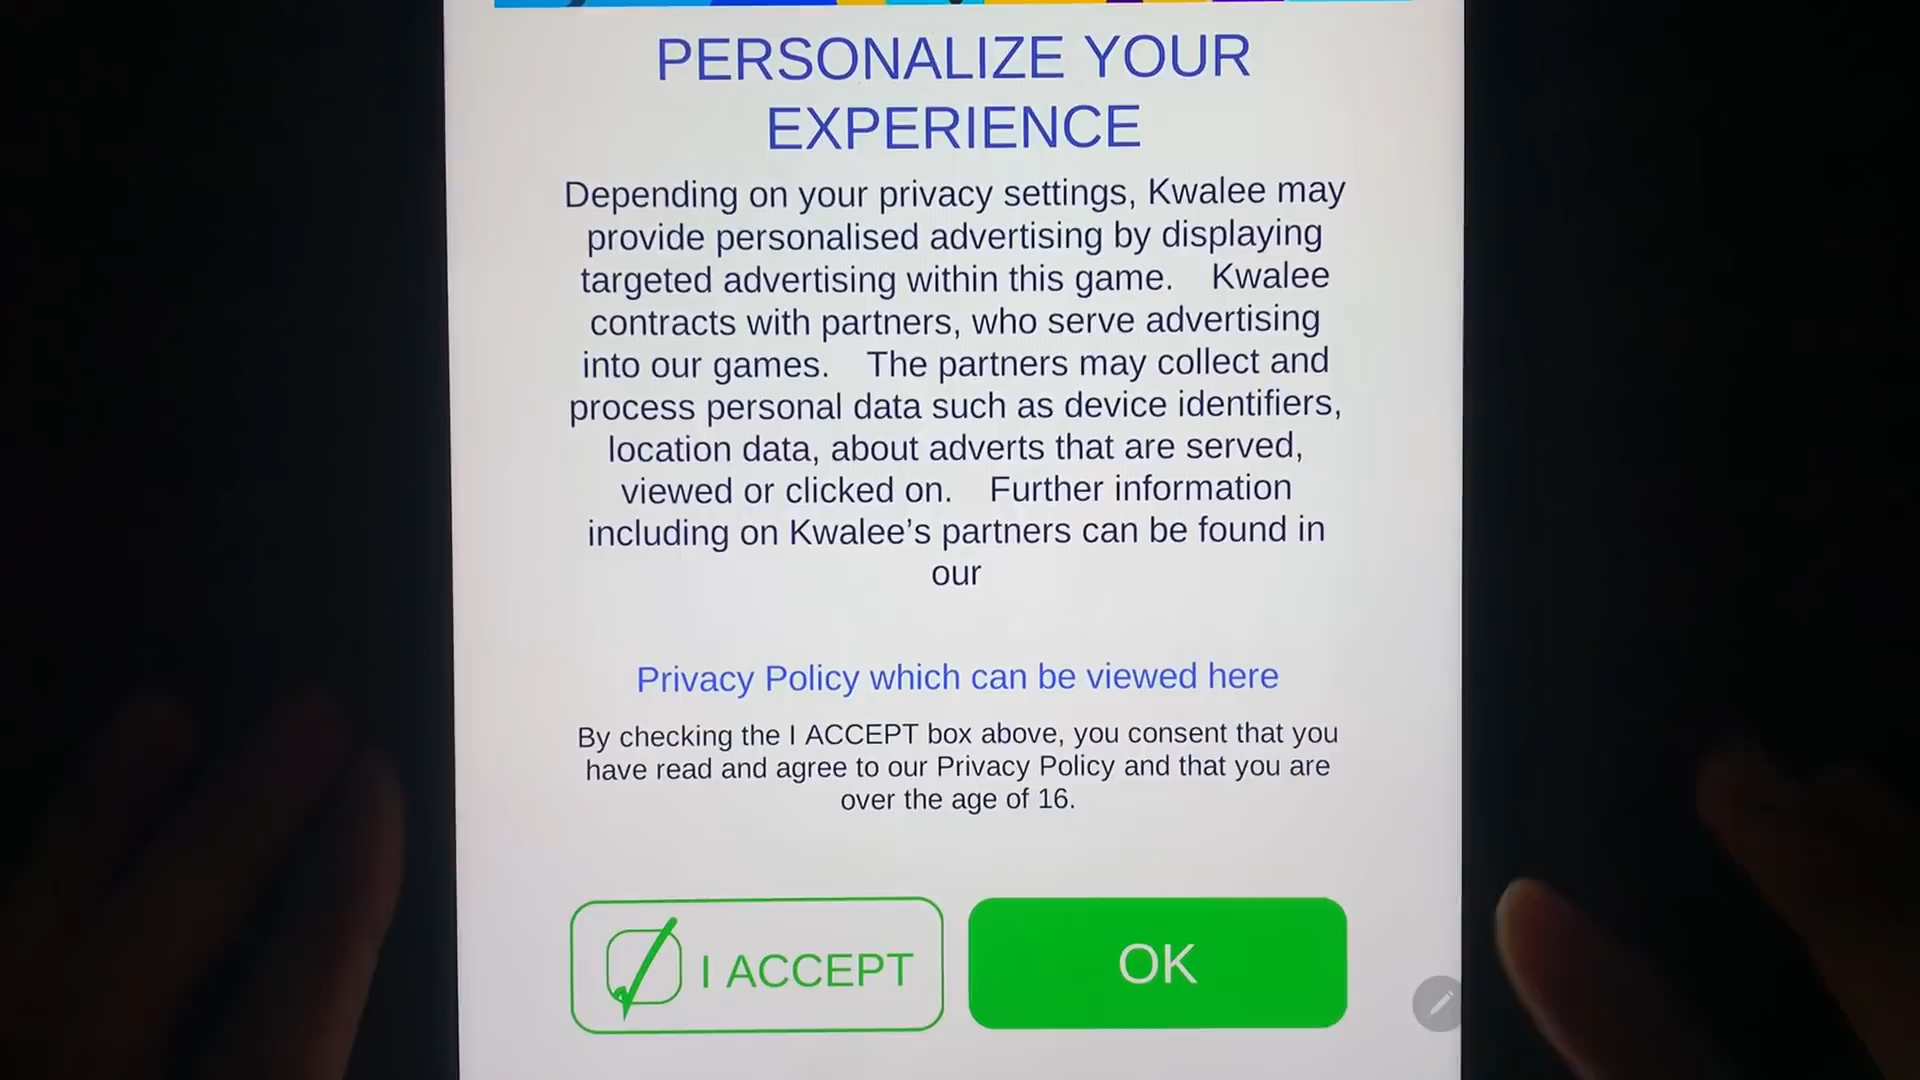 PERSONALIZE YOUR
EXPERIENCE
Depending on your privacy settings, Kwalee may
provide personalised advertising by displaying
targeted advertising within this game. Kwalee
contracts with partners, who serve advertising
into our games. The partners may collect and
process personal data such as device identifiers,
location data, about adverts that are served,
viewed or clicked on. Further information
including on Kwalee’s partners can be found in
our
Privacy Policy which can be viewed here
By checking the I ACCEPT box above, you consent that you
have read and agree to our Privacy Policy and that you are
over the age of 16.
I ACCEPT
OK